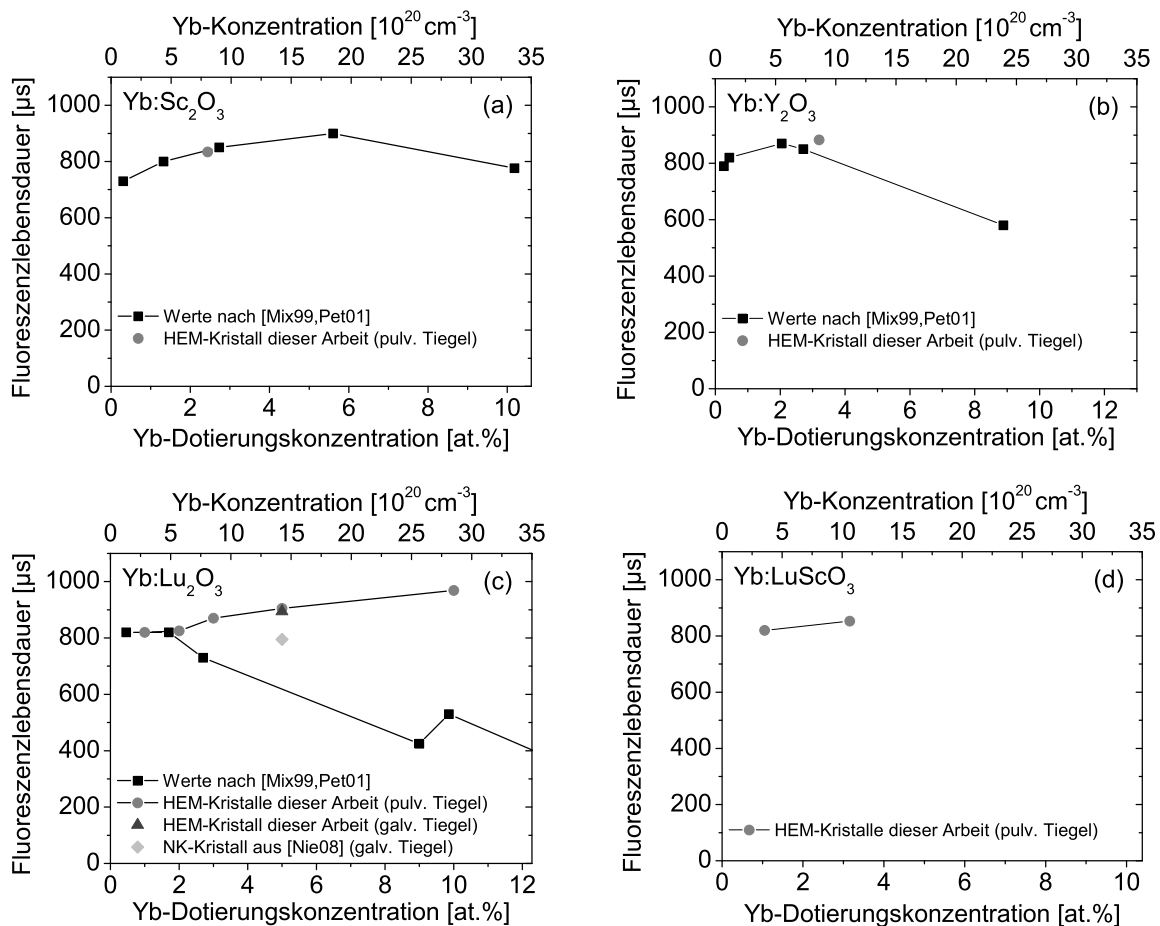 Yb-Konzentration [10²⁰ cm⁻³]
0 5 10 15 20 25 30 35
Fluoreszenzlebensdauer [µs]
1000
800
600
400
200
0
Yb:Sc₂O₃
(a)
Werte nach [Mix99,Pet01]
HEM-Kristall dieser Arbeit (pulv. Tiegel)
0 2 4 6 8 10
Yb-Dotierungskonzentration [at.%]
Yb-Konzentration [10²⁰ cm⁻³]
0 5 10 15 20 25 30 35
Fluoreszenzlebensdauer [µs]
1000
800
600
400
200
0
Yb:Y₂O₃
(b)
Werte nach [Mix99,Pet01]
HEM-Kristall dieser Arbeit (pulv. Tiegel)
0 2 4 6 8 10 12
Yb-Dotierungskonzentration [at.%]
Yb-Konzentration [10²⁰ cm⁻³]
0 5 10 15 20 25 30 35
Fluoreszenzlebensdauer [µs]
1000
800
600
400
200
0
Yb:Lu₂O₃
(c)
Werte nach [Mix99,Pet01]
HEM-Kristalle dieser Arbeit (pulv. Tiegel)
HEM-Kristall dieser Arbeit (galv. Tiegel)
NK-Kristall aus [Nie08] (galv. Tiegel)
0 2 4 6 8 10 12
Yb-Dotierungskonzentration [at.%]
Yb-Konzentration [10²⁰ cm⁻³]
0 5 10 15 20 25 30 35
Fluoreszenzlebensdauer [µs]
1000
800
600
400
200
0
Yb:LuScO₃
(d)
HEM-Kristalle dieser Arbeit (pulv. Tiegel)
0 2 4 6 8 10
Yb-Dotierungskonzentration [at.%]